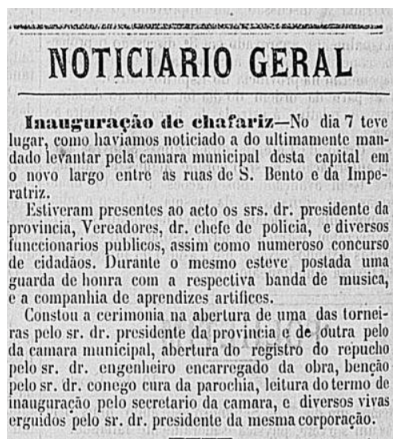 NOTICIARIO GERAL
Inauguração de chafariz—No dia 7 teve
lugar, como haviamos noticiado a do ultimamente man-
dado levantar pela camara municipal desta capital em
o novo largo entre as ruas de S. Bento e da Impe-
ratriz.
Estiveram presentes ao acto os srs. dr. presidente da
provincia, Vereadores, dr. chefe de policia, e diversos
funccionarios publicos, assim como numeroso concurso
de cidadãos. Durante o mesmo esteve postada uma
guarda de honra com a respectiva banda de musica,
e a companhia de aprendizes artifices.
Constou a cerimonia na abertura de uma das tornei-
ras pelo sr. dr. presidente da provincia e de outra pelo
da camara municipal, abertura do registro do repucho
pelo sr. dr. engenheiro encarregado da obra, benção
pelo sr. dr. conego cura da parochia, leitura do termo de
inauguração pelo secretario da camara, e diversos vivas
erguidos pelo sr. dr. presidente da mesma corporação.